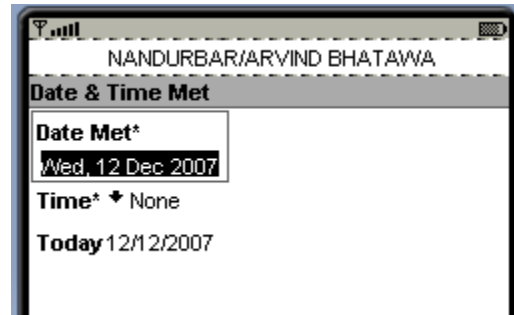 NANDURBAR/ARVIND BHATAWA
Date & Time Met
Date Met*
Wed, 12 Dec 2007
Time* None
Today 12/12/2007